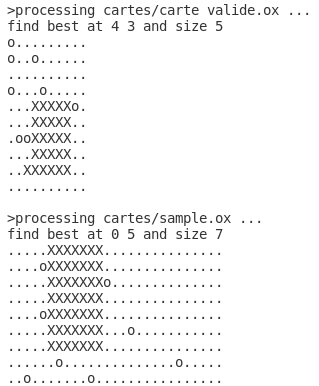 >processing cartes/carte valide.ox ...
find best at 4 3 and size 5
o.........
o..o......
..........
o...o.....
...XXXXXo.
...XXXXX..
.ooXXXXX..
...XXXXX..
..XXXXXX..
..........
>processing cartes/sample.ox ...
find best at 0 5 and size 7
.....XXXXXXX...............
....oXXXXXXX...............
.....XXXXXXXo..............
.....XXXXXXX...............
....oXXXXXXX...............
.....XXXXXXX...o...........
.....XXXXXXX...............
......o..............o.....
..o.......o................